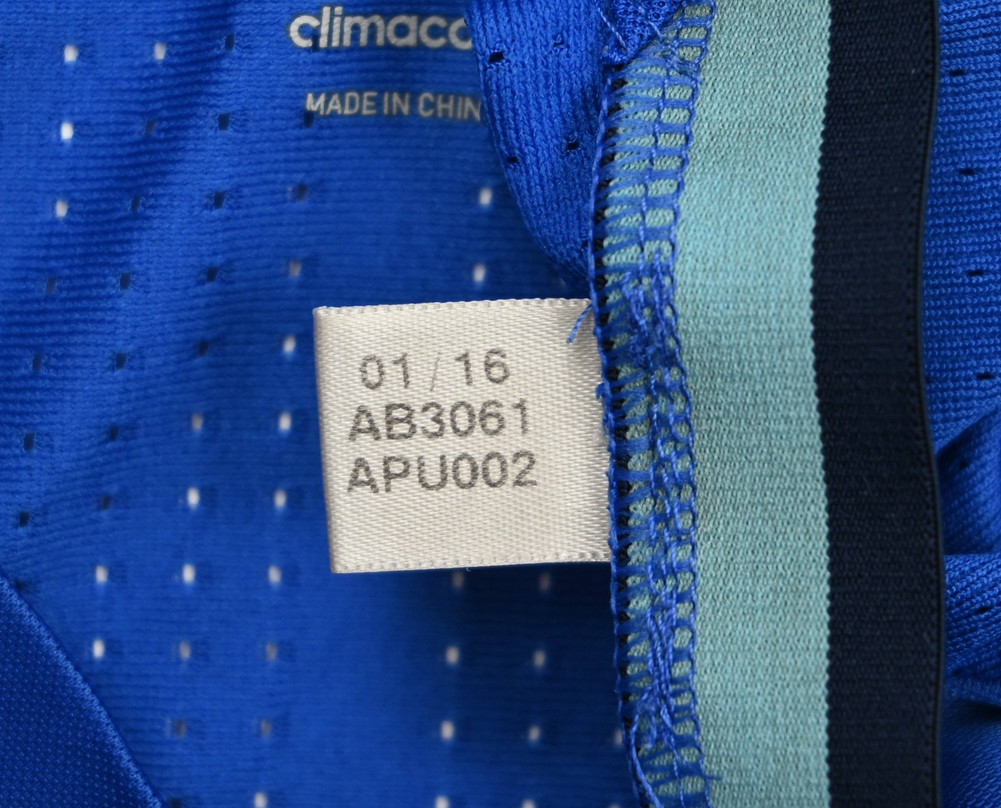 climaco
MADE IN CHIN
01/16
AB3061
APU002